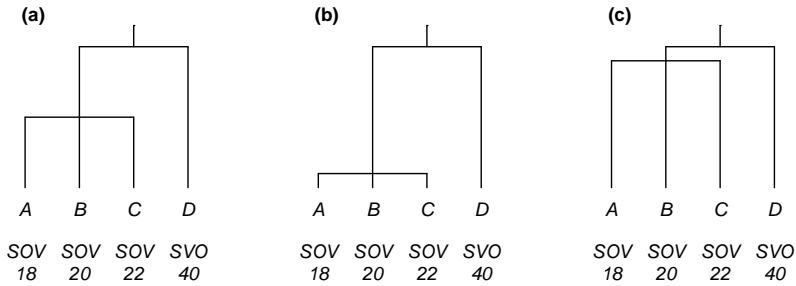 (a) (b) (c)
A B C D A B C D A B C D
SOV SOV SOV SVO SOV SOV SOV SVO SOV SOV SOV SVO
18 20 22 40 18 20 22 40 18 20 22 40